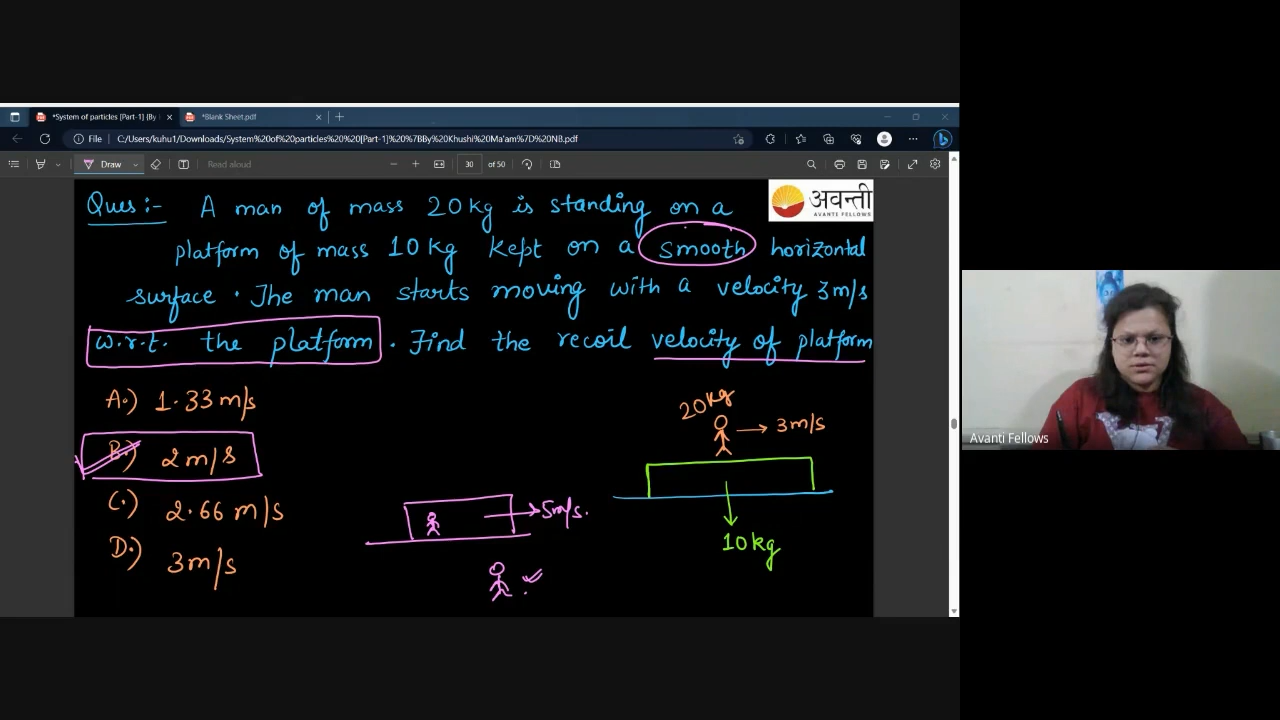 *System of particles [Part-1] {By
*Blank Sheet.pdf
File
C:/Users/kuhu1/Downloads/System%20of%20particles%20%20[Part-1]%20%7BBy%20Khushi%20Ma'am%7D%20NB.pdf
Draw
Read aloud
30 of 50
Ques:- A man of mass 20 kg is standing on a
platform of mass 10 kg kept on a smooth horizontal
surface. The man starts moving with a velocity 3 m/s
w.r.t. the platform. Find the recoil velocity of platform
अवन्ती
AVANTI FELLOWS
A.) 1.33 m/s
B.) 2 m/s
C.) 2.66 m/s
D.) 3 m/s
20 kg
3 m/s
10 kg
5 m/s.
Avanti Fellows